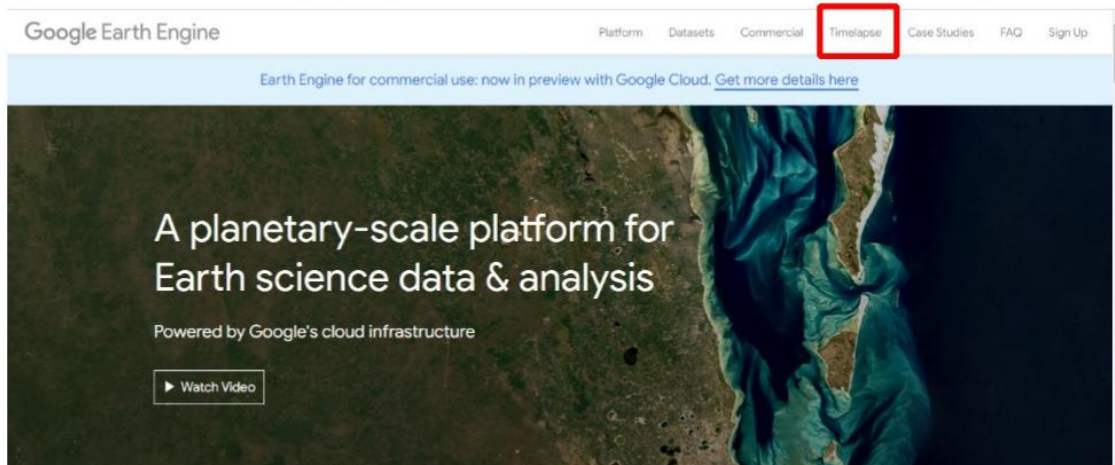 Google Earth Engine
Platform Datasets Commercial Timelapse Case Studies FAQ Sign Up
Earth Engine for commercial use: now in preview with Google Cloud. Get more details here
A planetary-scale platform for
Earth science data & analysis
Powered by Google's cloud infrastructure
Watch Video